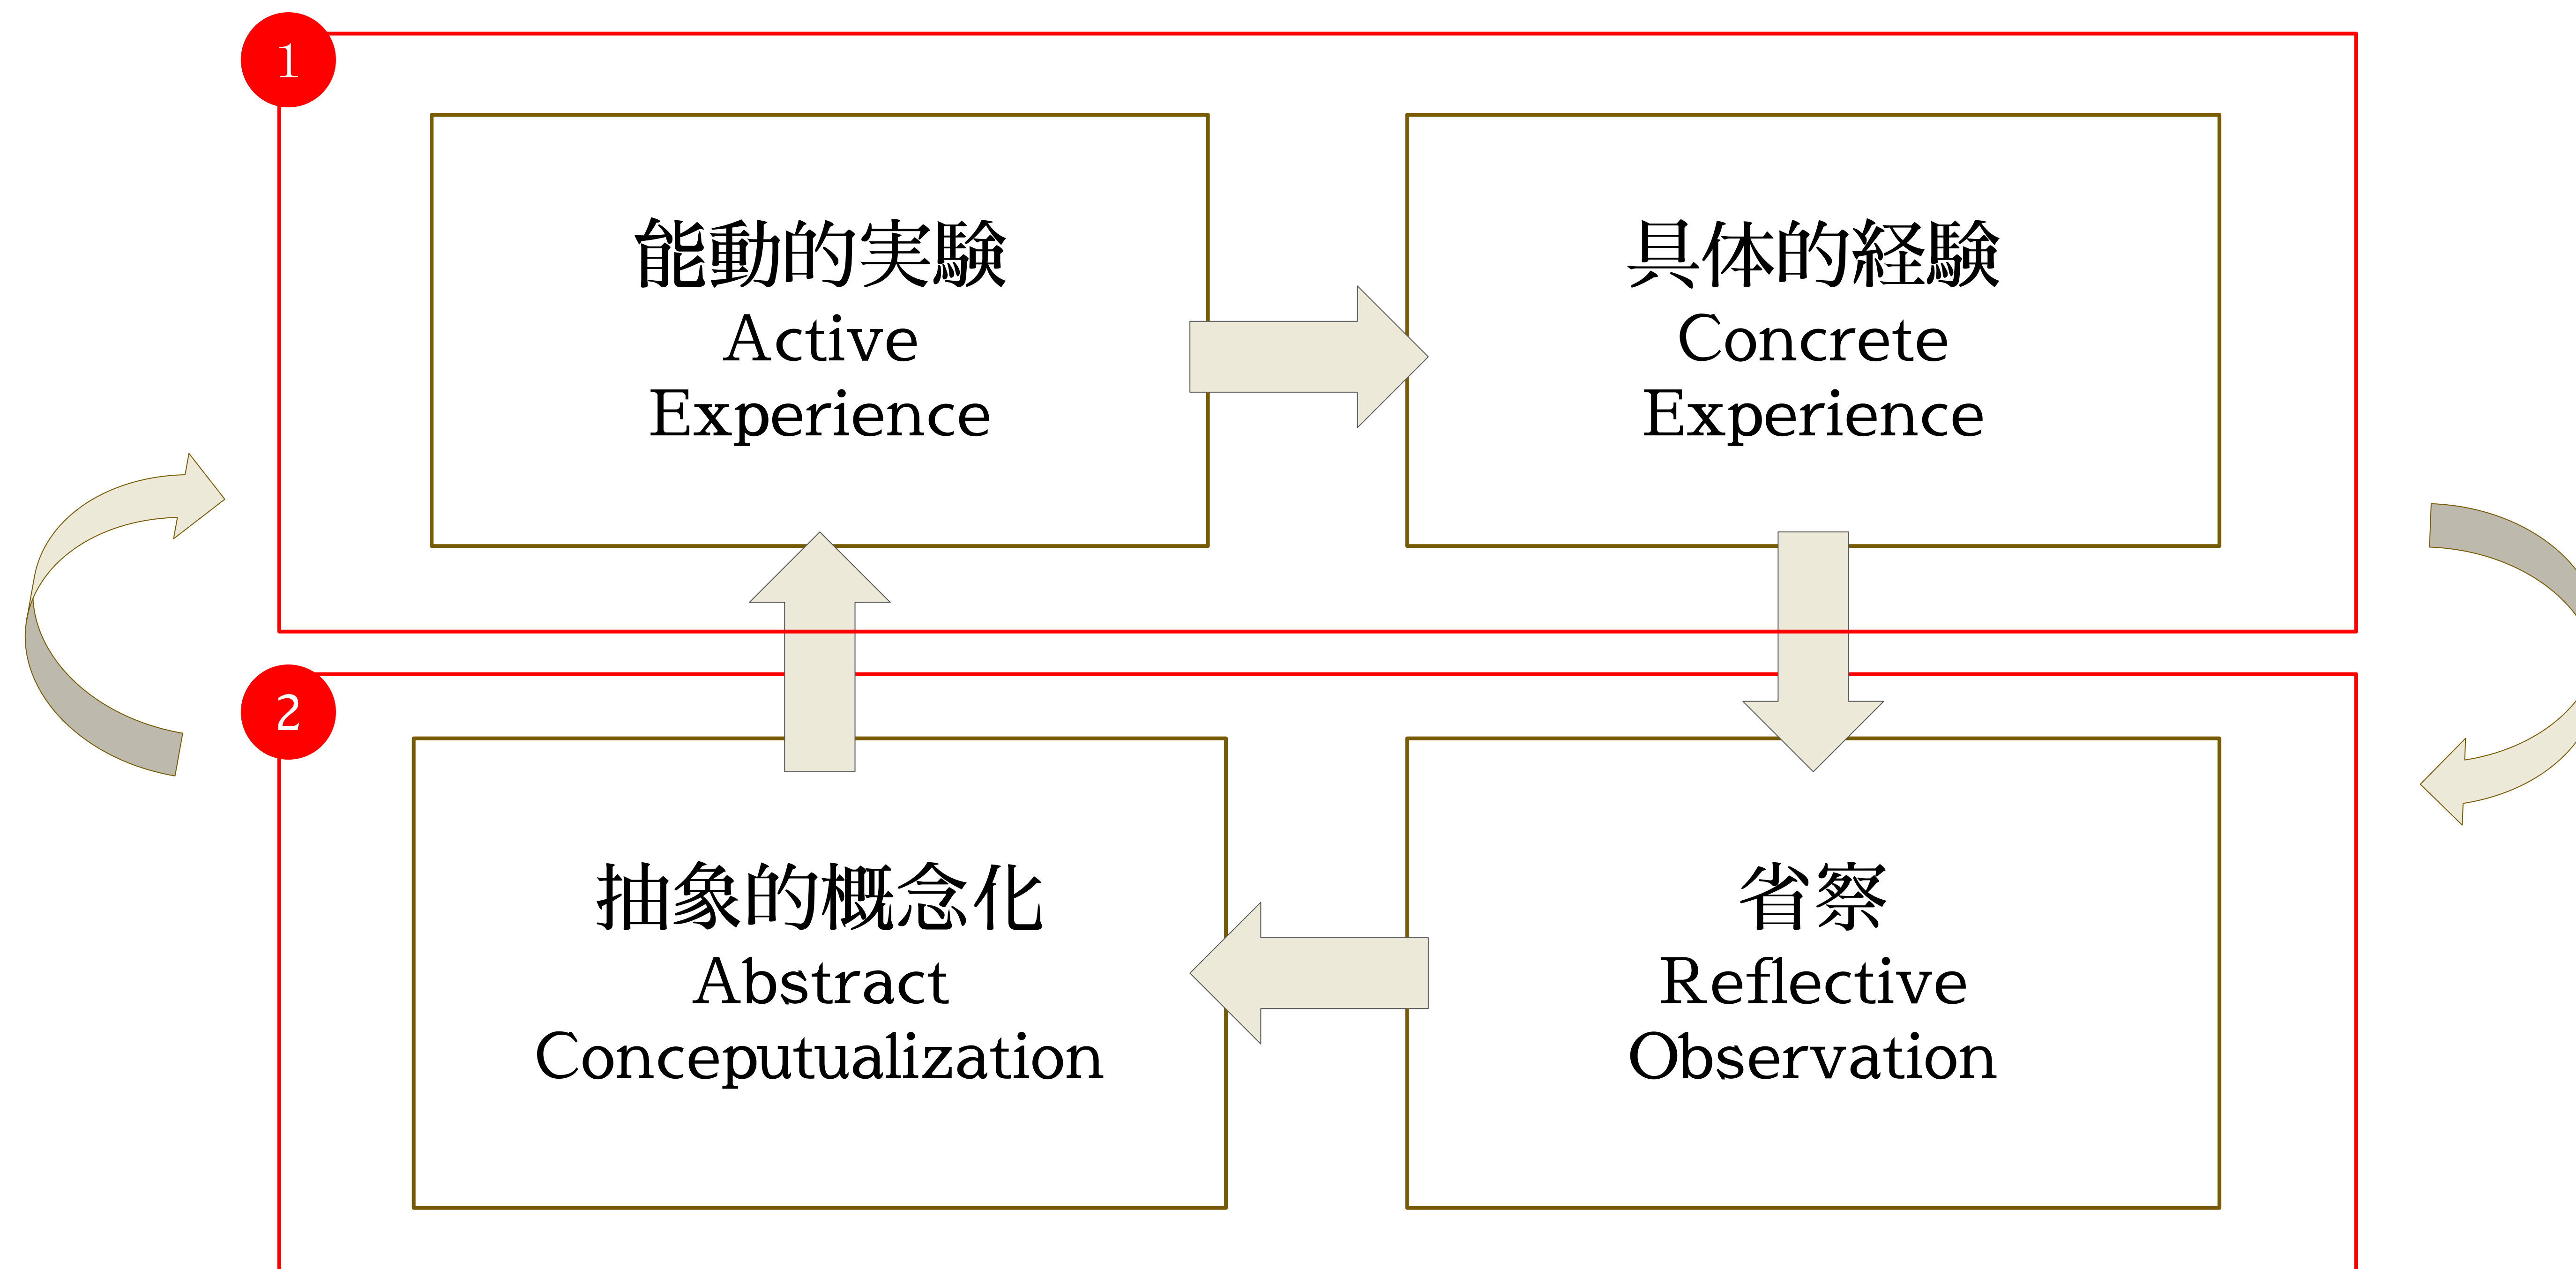 1
能動的実験
Active
Experience
具体的経験
Concrete
Experience
2
抽象的概念化
Abstract
Conceputualization
省察
Reflective
Observation